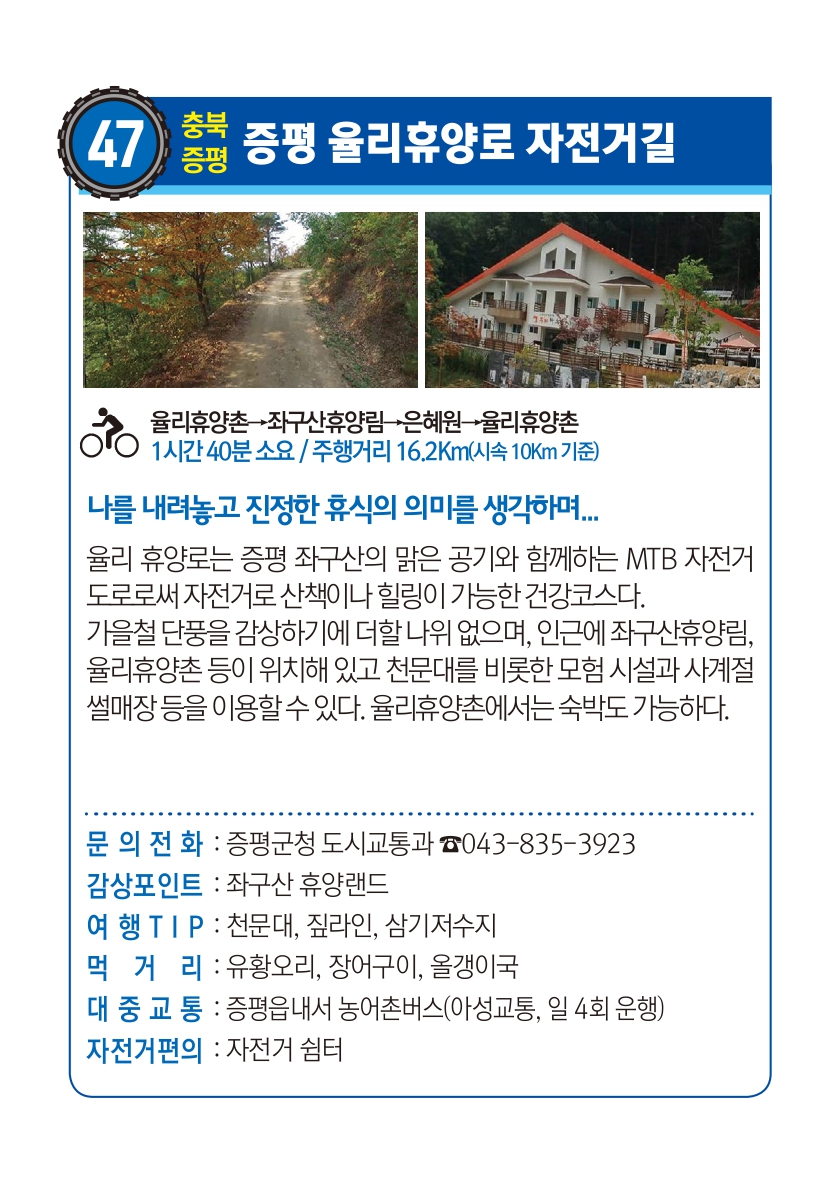 47
충북
증평
증평 율리휴양로 자전거길
율리휴양촌→좌구산휴양림→은혜원→율리휴양촌
1시간 40분 소요 / 주행거리 16.2Km(시속 10Km 기준)
나를 내려놓고 진정한 휴식의 의미를 생각하며...
율리 휴양로는 증평 좌구산의 맑은 공기와 함께하는 MTB 자전거
도로로써 자전거로 산책이나 힐링이 가능한 건강코스다.
가을철 단풍을 감상하기에 더할 나위 없으며, 인근에 좌구산휴양림,
율리휴양촌 등이 위치해 있고 천문대를 비롯한 모험 시설과 사계절
썰매장 등을 이용할 수 있다. 율리휴양촌에서는 숙박도 가능하다.
문 의 전 화 : 증평군청 도시교통과 ☎043-835-3923
감상포인트 : 좌구산 휴양랜드
여 행 T I P : 천문대, 짚라인, 삼기저수지
먹 거 리 : 유황오리, 장어구이, 올갱이국
대 중 교 통 : 증평읍내서 농어촌버스(아성교통, 일 4회 운행)
자전거편의 : 자전거 쉼터